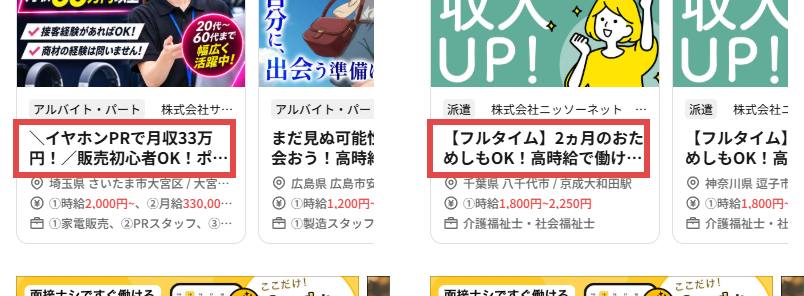 接客経験があればOK!
商材の経験は問いません!
20代〜
60代まで
幅広く
活躍中!
アルバイト・パート 株式会社サ…
＼イヤホンPRで月収33万
円！／販売初心者OK！ポ…
埼玉県 さいたま市大宮区 / 大宮…
①時給2,000円~、②月給330,00…
①家電販売、②PRスタッフ、③…
自分に、
出会う準備
アルバイト・パート
まだ見ぬ可能
会おう！高時
広島県 広島市
①時給1,200円
①製造スタッフ
収入
UP!
派遣 株式会社ニッソーネット …
【フルタイム】2ヵ月のおた
めしもOK！高時給で働け…
千葉県 八千代市 / 京成大和田駅
①時給1,800円~2,250円
介護福祉士・社会福祉士
収入
UP!
派遣 株式会社ニッ
【フルタイム】
めしもOK！高
神奈川県 逗子市
①時給1,800円~
介護福祉士・社
面接ナシですぐ働ける
ここだけ!
面接ナシですぐ働ける
ここだけ!